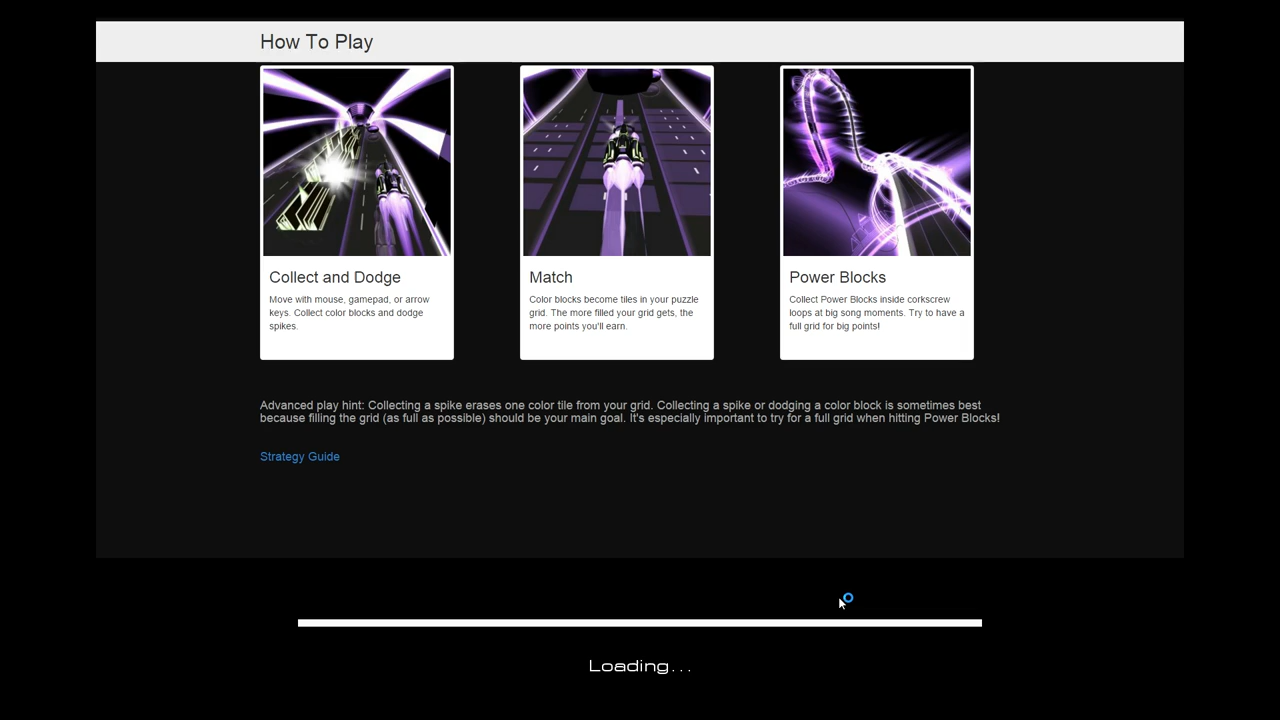 How To Play
Collect and Dodge
Move with mouse, gamepad, or arrow
keys. Collect color blocks and dodge
spikes.
Match
Color blocks become tiles in your puzzle
grid. The more filled your grid gets, the
more points you'll earn.
Power Blocks
Collect Power Blocks inside corkscrew
loops at big song moments. Try to have a
full grid for big points!
Advanced play hint: Collecting a spike erases one color tile from your grid. Collecting a spike or dodging a color block is sometimes best
because filling the grid (as full as possible) should be your main goal. It's especially important to try for a full grid when hitting Power Blocks!
Strategy Guide
Loading...